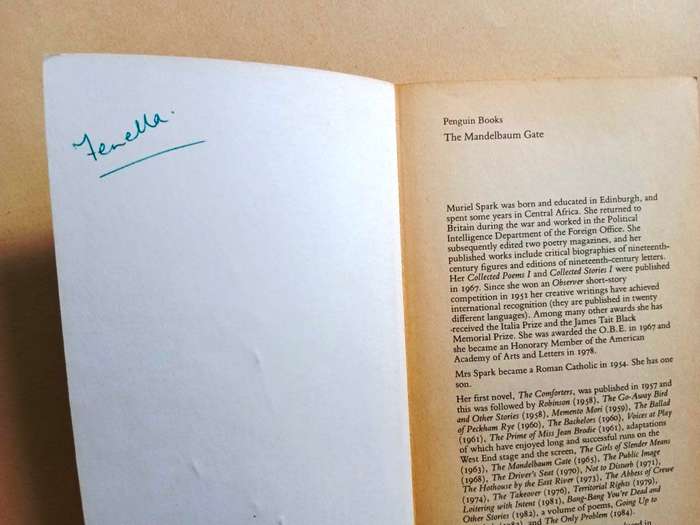 Fenella.
Penguin Books
The Mandelbaum Gate
Muriel Spark was born and educated in Edinburgh, and
spent some years in Central Africa. She returned to
Britain during the war and worked in the Political
Intelligence Department of the Foreign Office. She
subsequently edited two poetry magazines, and her
published works include critical biographies of nineteenth-
century figures and editions of nineteenth-century letters.
Her Collected Poems I and Collected Stories I were published
in 1967. Since she won an Observer short-story
competition in 1951 her creative writings have achieved
international recognition (they are published in twenty
different languages). Among many other awards she has
received the Italia Prize and the James Tait Black
Memorial Prize. She was awarded the O.B.E. in 1967 and
she became an Honorary Member of the American
Academy of Arts and Letters in 1978.
Mrs Spark became a Roman Catholic in 1954. She has one
son.
Her first novel, The Comforters, was published in 1957 and
this was followed by Robinson (1958), The Go-Away Bird
and Other Stories (1958), Memento Mori (1959), The Ballad
of Peckham Rye (1960), The Bachelors (1960), Voices at Play
(1961), The Prime of Miss Jean Brodie (1961), adaptations
of which have enjoyed long and successful runs on the
West End stage and the screen, The Girls of Slender Means
(1963), The Mandelbaum Gate (1965), The Public Image
(1968), The Driver's Seat (1970), Not to Disturb (1971),
The Hothouse by the East River (1973), The Abbess of Crewe
(1974), The Takeover (1976), Territorial Rights (1979),
Loitering with Intent (1981), Bang-Bang You're Dead and
Other Stories (1982), a volume of poems, Going Up to
and The Only Problem (1984).